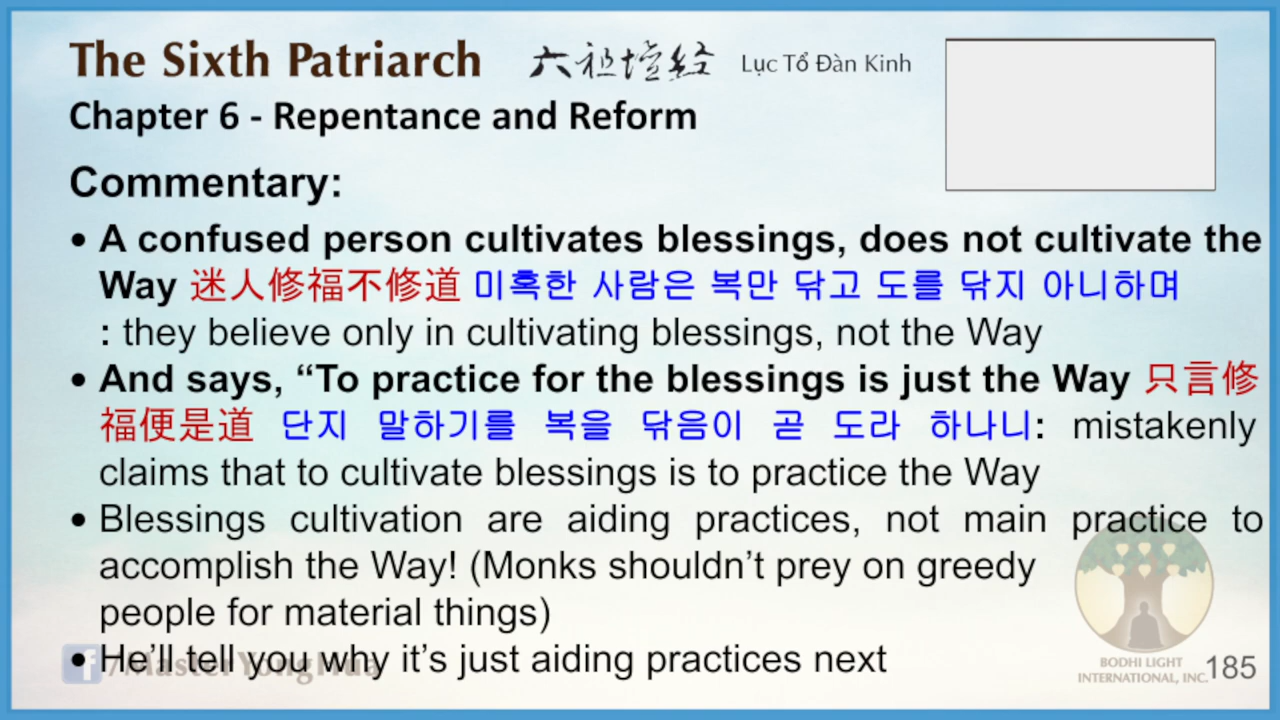 The Sixth Patriarch 六祖壇経 Lục Tổ Đàn Kinh
Chapter 6 - Repentance and Reform
Commentary:
• A confused person cultivates blessings, does not cultivate the
Way 迷人修福不修道 미혹한 사람은 복만 닦고 도를 닦지 아니하며
: they believe only in cultivating blessings, not the Way
• And says, “To practice for the blessings is just the Way 只言修
福便是道 단지 말하기를 복을 닦음이 곧 도라 하나니: mistakenly
claims that to cultivate blessings is to practice the Way
• Blessings cultivation are aiding practices, not main practice to
accomplish the Way! (Monks shouldn’t prey on greedy
people for material things)
• He’ll tell you why it’s just aiding practices next
f /MasterYongHua
BODHI LIGHT
INTERNATIONAL, INC.
185